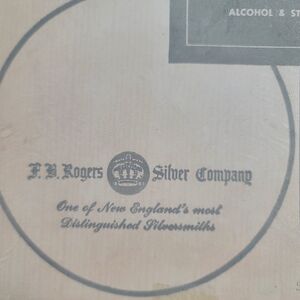 ALCOHOL & ST
F. B. Rogers Silver Company
One of New England's most
Distinguished Silversmiths